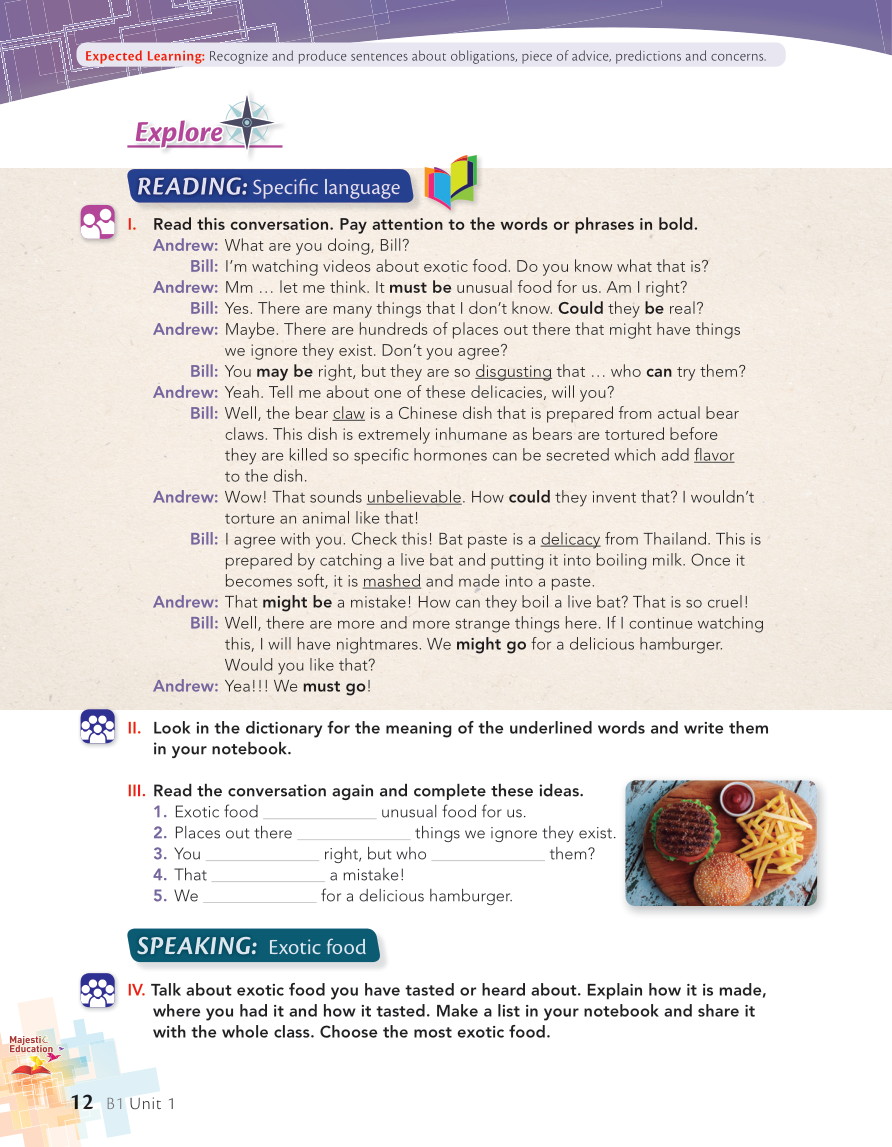 Expected Learning: Recognize and produce sentences about obligations, piece of advice, predictions and concerns.
Explore
READING: Specific language
I. Read this conversation. Pay attention to the words or phrases in bold.
Andrew: What are you doing, Bill?
Bill: I'm watching videos about exotic food. Do you know what that is?
Andrew: Mm … let me think. It must be unusual food for us. Am I right?
Bill: Yes. There are many things that I don't know. Could they be real?
Andrew: Maybe. There are hundreds of places out there that might have things
we ignore they exist. Don't you agree?
Bill: You may be right, but they are so disgusting that … who can try them?
Andrew: Yeah. Tell me about one of these delicacies, will you?
Bill: Well, the bear claw is a Chinese dish that is prepared from actual bear
claws. This dish is extremely inhumane as bears are tortured before
they are killed so specific hormones can be secreted which add flavor
to the dish.
Andrew: Wow! That sounds unbelievable. How could they invent that? I wouldn't
torture an animal like that!
Bill: I agree with you. Check this! Bat paste is a delicacy from Thailand. This is
prepared by catching a live bat and putting it into boiling milk. Once it
becomes soft, it is mashed and made into a paste.
Andrew: That might be a mistake! How can they boil a live bat? That is so cruel!
Bill: Well, there are more and more strange things here. If I continue watching
this, I will have nightmares. We might go for a delicious hamburger.
Would you like that?
Andrew: Yea!!! We must go!
II. Look in the dictionary for the meaning of the underlined words and write them
in your notebook.
III. Read the conversation again and complete these ideas.
1. Exotic food ____________ unusual food for us.
2. Places out there ____________ things we ignore they exist.
3. You ____________ right, but who ____________ them?
4. That ____________ a mistake!
5. We ____________ for a delicious hamburger.
SPEAKING: Exotic food
IV. Talk about exotic food you have tasted or heard about. Explain how it is made,
where you had it and how it tasted. Make a list in your notebook and share it
with the whole class. Choose the most exotic food.
Majestic
Education
12 B1 Unit 1